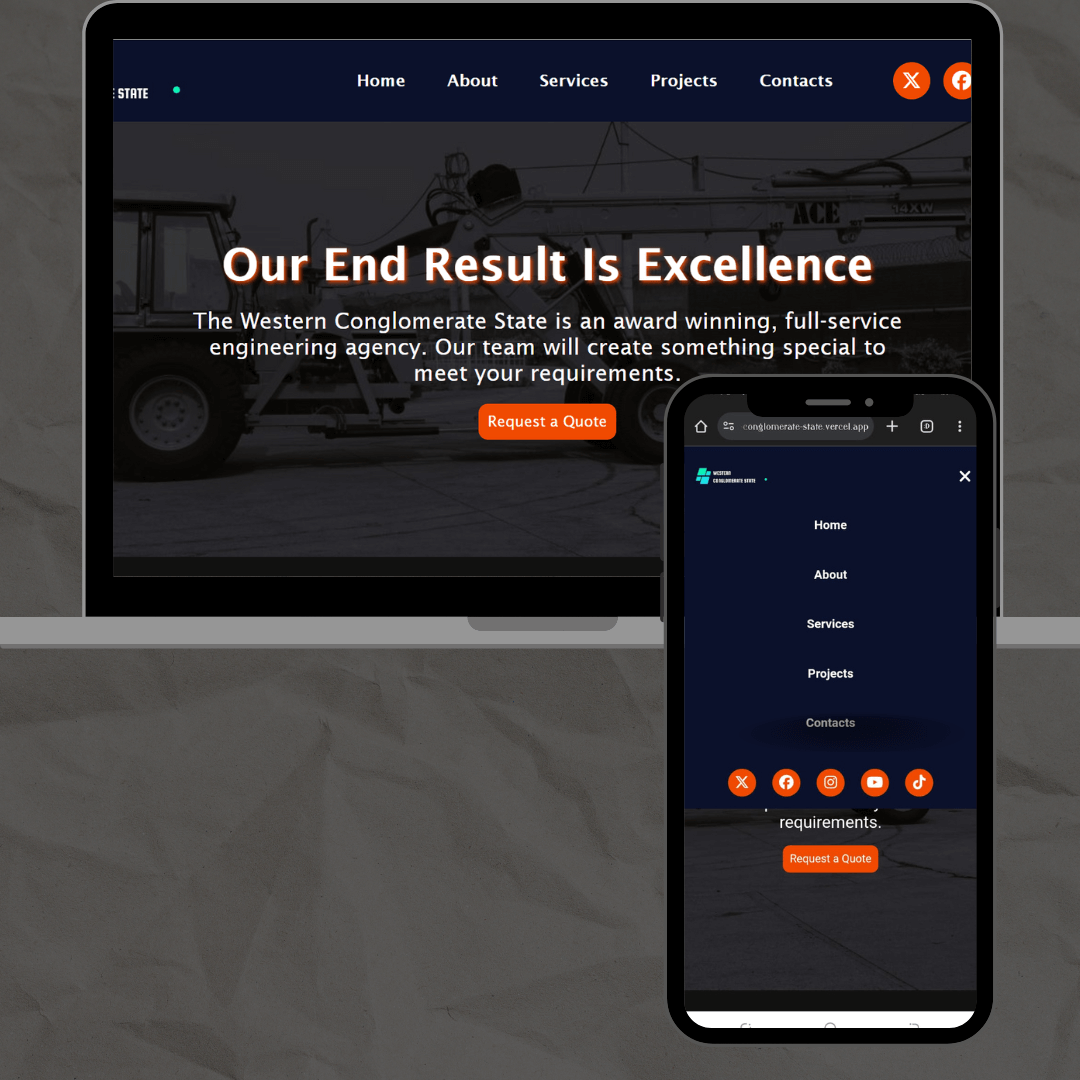 E STATE
Home About Services Projects Contacts
ACE 14XW
Our End Result Is Excellence
The Western Conglomerate State is an award winning, full-service
engineering agency. Our team will create something special to
meet your requirements.
Request a Quote
conglomerate-state.vercel.app
WESTERN
CONGLOMERATE STATE
Home
About
Services
Projects
Contacts
requirements.
Request a Quote